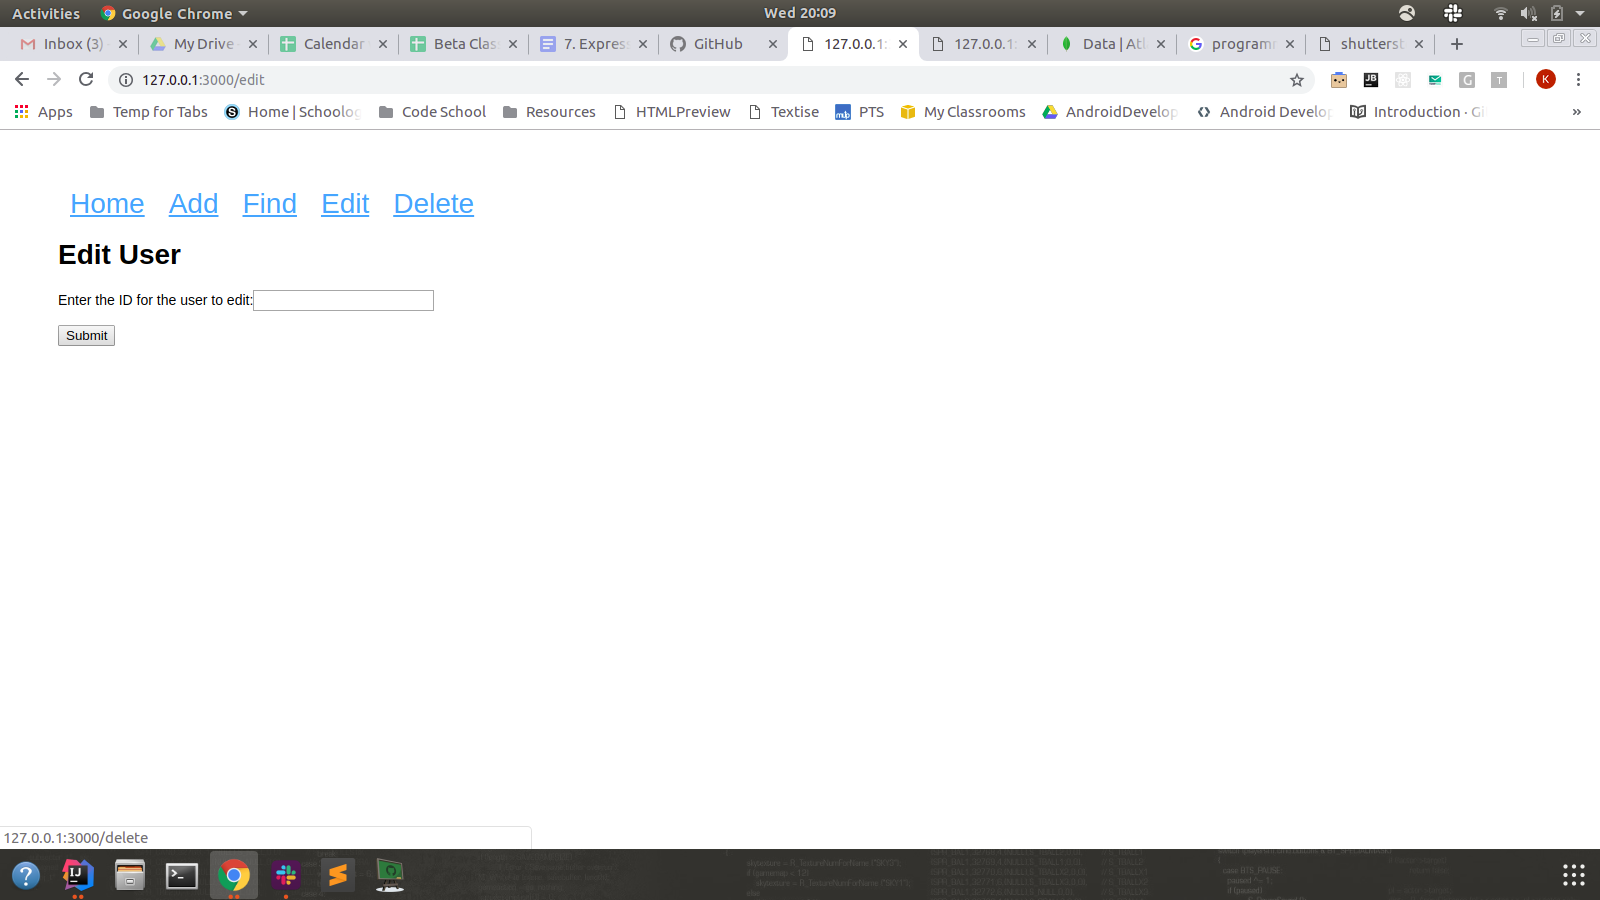 Activities Google Chrome Wed 20:09
Inbox (3) My Drive Calendar Beta Clas 7. Express GitHub 127.0.0.1: 127.0.0.1: Data | Atl programm shutterst
127.0.0.1:3000/edit K
Apps Temp for Tabs Home | Schoolog Code School Resources HTMLPreview Textise PTS My Classrooms AndroidDevelop Android Develop Introduction · Gi »
Home Add Find Edit Delete
Edit User
Enter the ID for the user to edit:
Submit
127.0.0.1:3000/delete